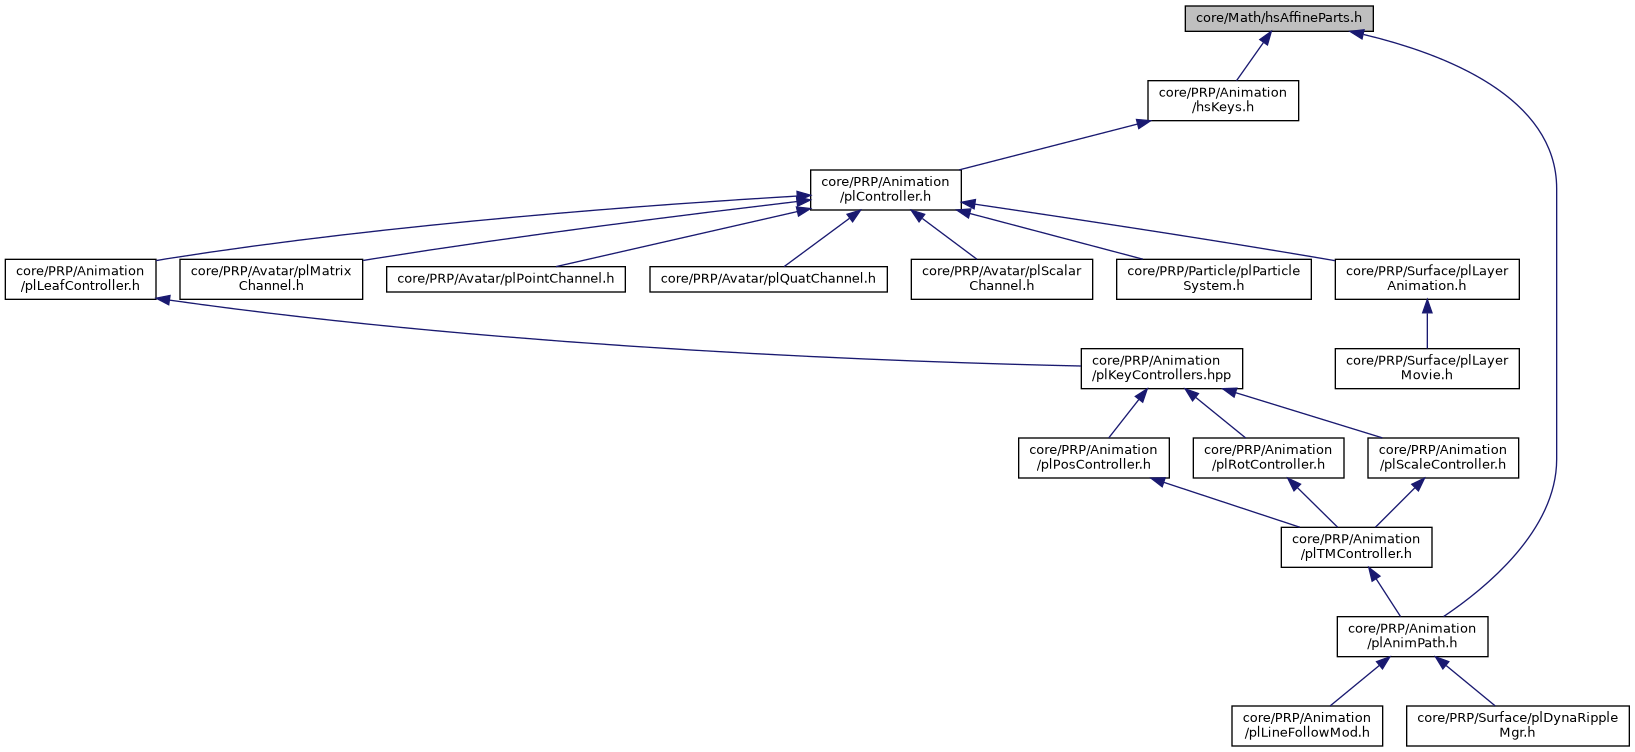 core/Math/hsAffineParts.h
core/PRP/Animation
/hsKeys.h
core/PRP/Animation
/plController.h
core/PRP/Animation
/plLeafController.h
core/PRP/Avatar/plMatrix
Channel.h
core/PRP/Avatar/plPointChannel.h
core/PRP/Avatar/plQuatChannel.h
core/PRP/Avatar/plScalar
Channel.h
core/PRP/Particle/plParticle
System.h
core/PRP/Surface/plLayer
Animation.h
core/PRP/Animation
/plKeyControllers.hpp
core/PRP/Surface/plLayer
Movie.h
core/PRP/Animation
/plPosController.h
core/PRP/Animation
/plRotController.h
core/PRP/Animation
/plScaleController.h
core/PRP/Animation
/plTMController.h
core/PRP/Animation
/plAnimPath.h
core/PRP/Animation
/plLineFollowMod.h
core/PRP/Surface/plDynaRipple
Mgr.h